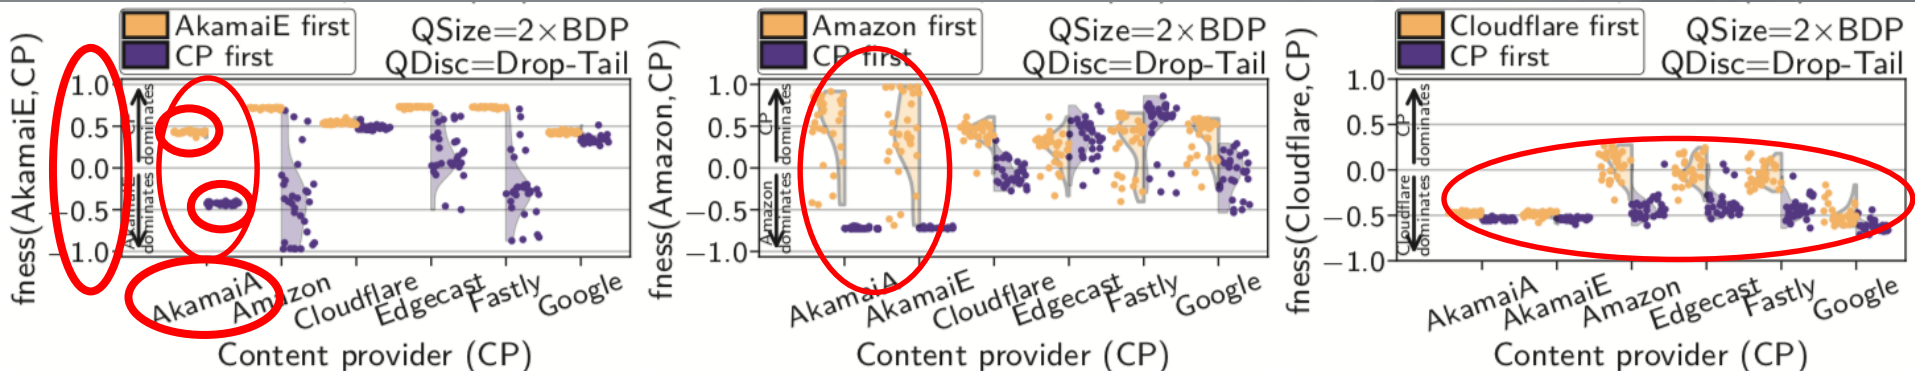 AkamaiE first
CP first
QSize=2×BDP
QDisc=Drop-Tail
fness(AkamaiE,CP)
1.0
0.5
0.0
−0.5
−1.0
CP
dominates
AkamaiE
dominates
AkamaiA
Amazon
Cloudflare
Edgecast
Fastly
Google
Content provider (CP)
Amazon first
CP first
QSize=2×BDP
QDisc=Drop-Tail
fness(Amazon,CP)
1.0
0.5
0.0
−0.5
−1.0
CP
dominates
Amazon
dominates
AkamaiA
AkamaiE
Cloudflare
Edgecast
Fastly
Google
Content provider (CP)
Cloudflare first
CP first
QSize=2×BDP
QDisc=Drop-Tail
fness(Cloudflare,CP)
1.0
0.5
0.0
−0.5
−1.0
CP
dominates
Cloudflare
dominates
AkamaiA
AkamaiE
Amazon
Edgecast
Fastly
Google
Content provider (CP)